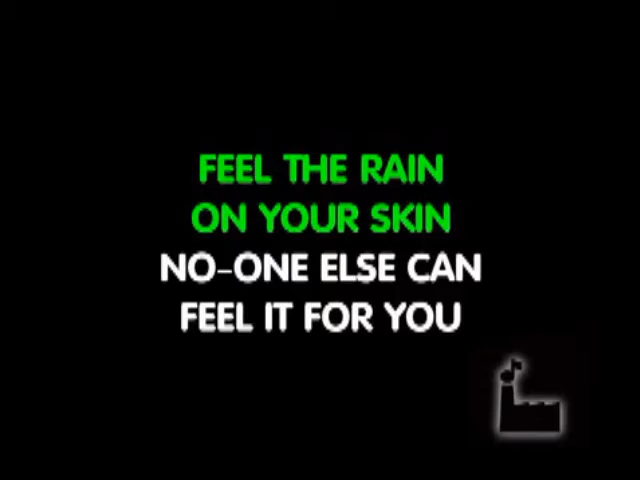 FEEL THE RAIN
ON YOUR SKIN
NO-ONE ELSE CAN
FEEL IT FOR YOU